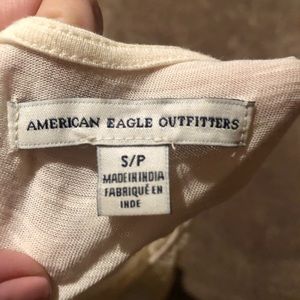 AMERICAN EAGLE OUTFITTERS
S/P
MADE IN INDIA
FABRIQUÉ EN
INDE